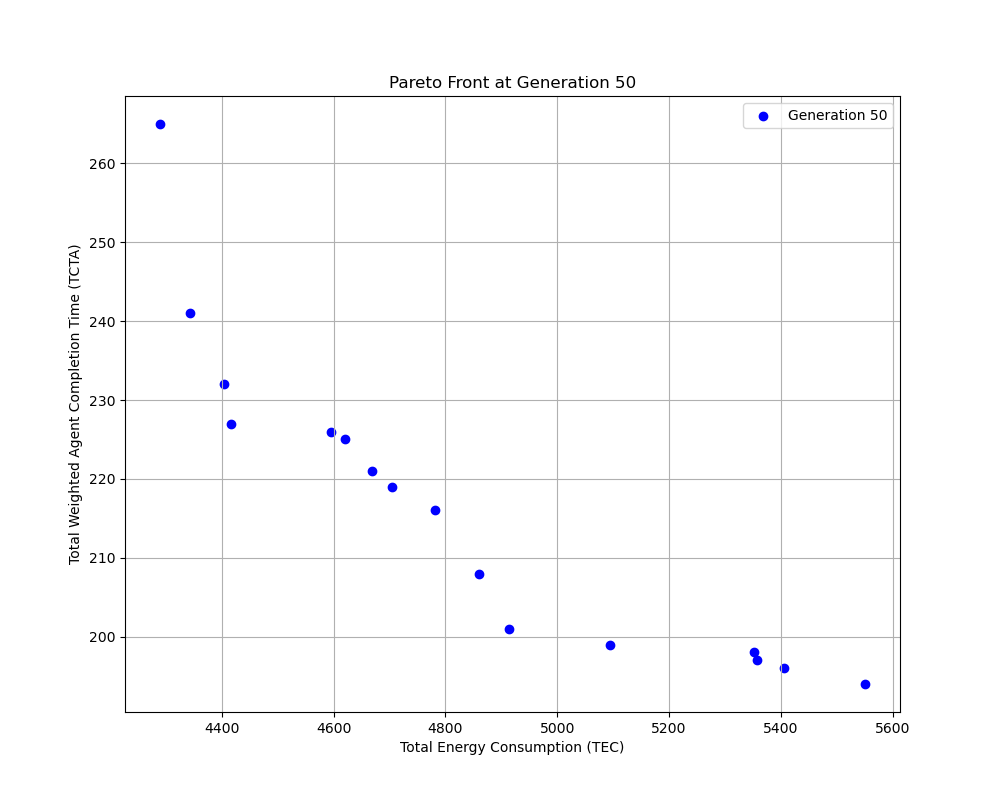 Pareto Front at Generation 50
Generation 50
260
250
240
230
220
210
200
Total Weighted Agent Completion Time (TCTA)
4400 4600 4800 5000 5200 5400 5600
Total Energy Consumption (TEC)